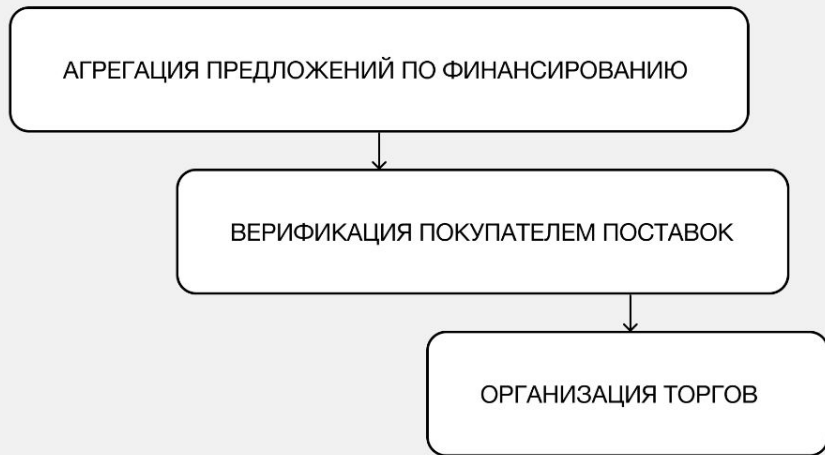 АГРЕГАЦИЯ ПРЕДЛОЖЕНИЙ ПО ФИНАНСИРОВАНИЮ
ВЕРИФИКАЦИЯ ПОКУПАТЕЛЕМ ПОСТАВОК
ОРГАНИЗАЦИЯ ТОРГОВ